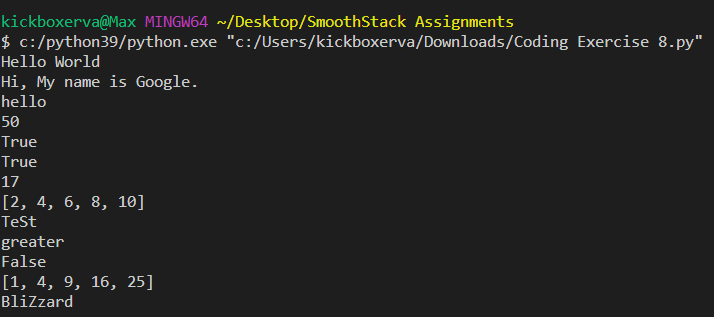 kickboxerva@Max MINGW64 ~/Desktop/SmoothStack Assignments
$ c:/python39/python.exe "c:/Users/kickboxerva/Downloads/Coding Exercise 8.py"
Hello World
Hi, My name is Google.
hello
50
True
True
17
[2, 4, 6, 8, 10]
TeSt
greater
False
[1, 4, 9, 16, 25]
BliZzard